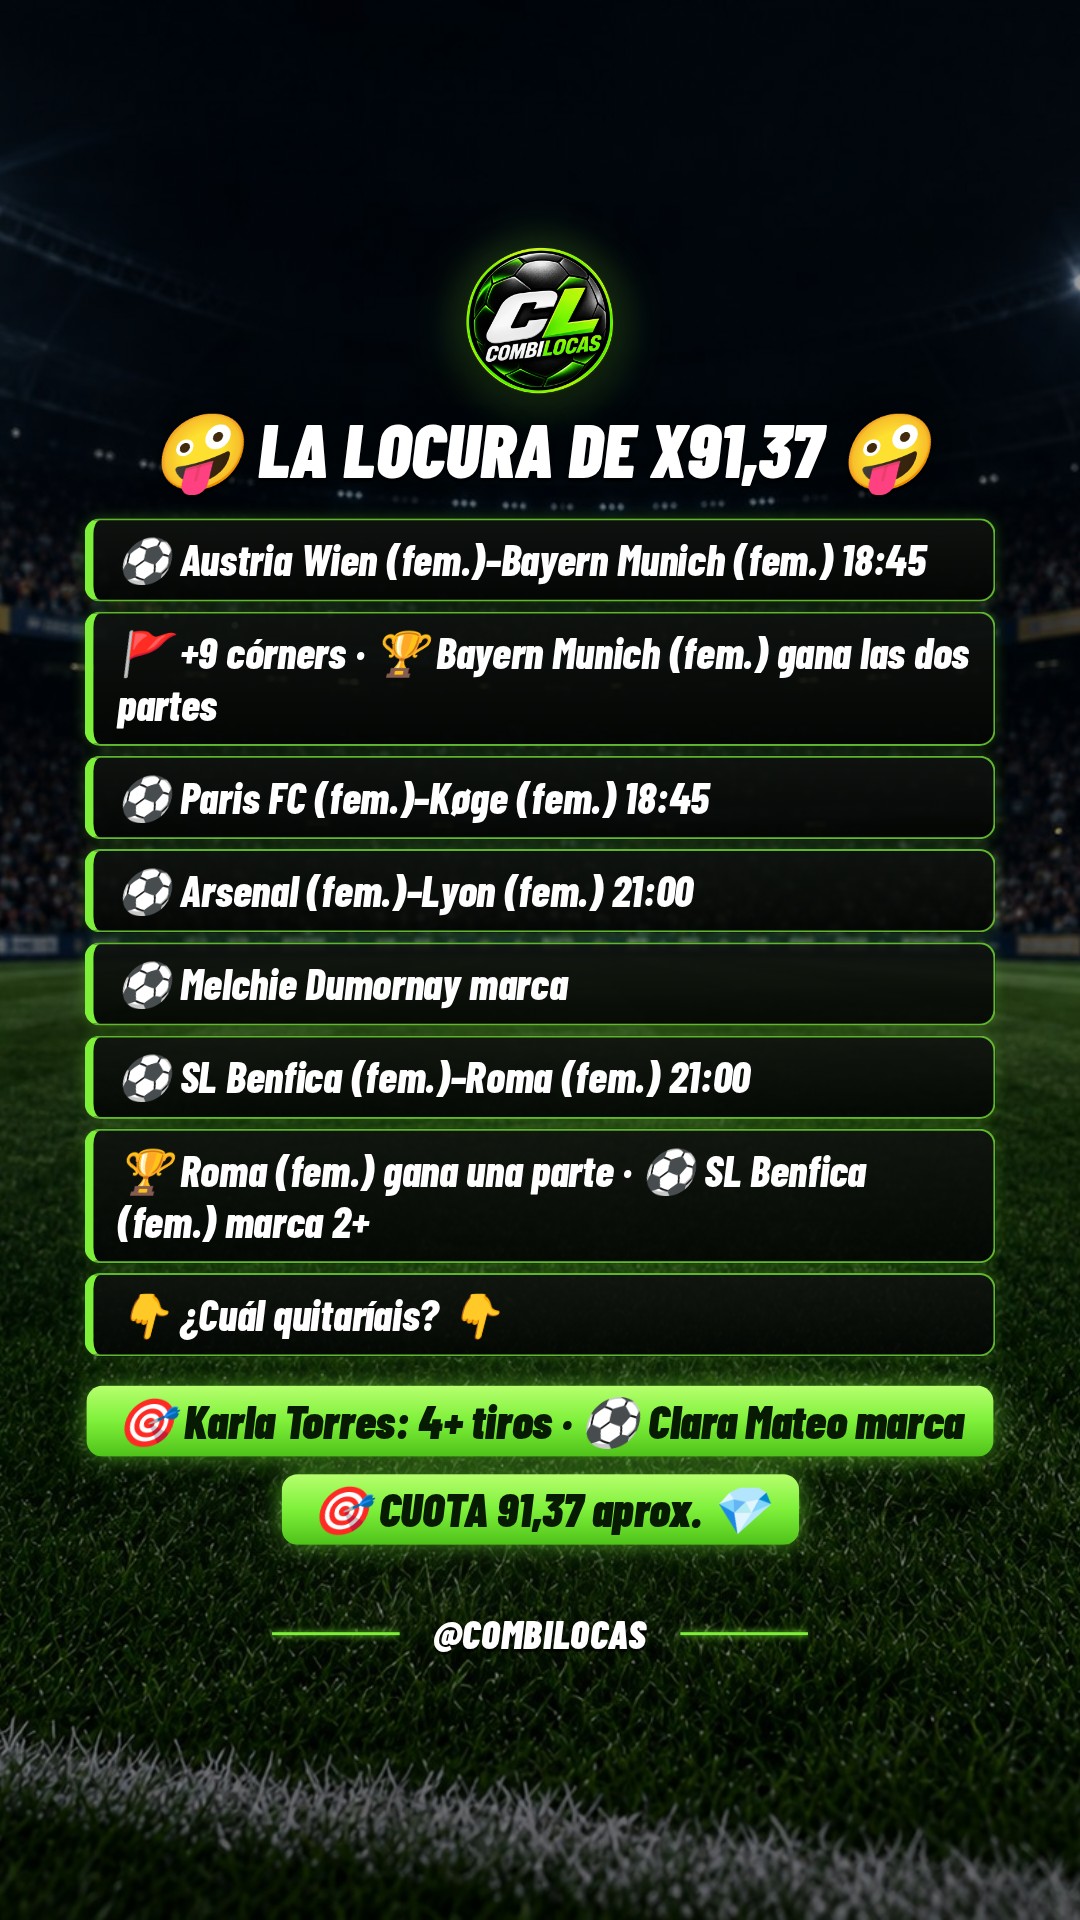 CL
COMBILOCAS
🤪 LA LOCURA DE X91,37 🤪
⚽ Austria Wien (fem.)–Bayern Munich (fem.) 18:45
🚩 +9 córners · 🏆 Bayern Munich (fem.) gana las dos
partes
⚽ Paris FC (fem.)–Køge (fem.) 18:45
⚽ Arsenal (fem.)–Lyon (fem.) 21:00
⚽ Melchie Dumornay marca
⚽ SL Benfica (fem.)–Roma (fem.) 21:00
🏆 Roma (fem.) gana una parte · ⚽ SL Benfica
(fem.) marca 2+
👇 ¿Cuál quitaríais? 👇
🎯 Karla Torres: 4+ tiros · ⚽ Clara Mateo marca
🎯 CUOTA 91,37 aprox. 💎
@COMBILOCAS